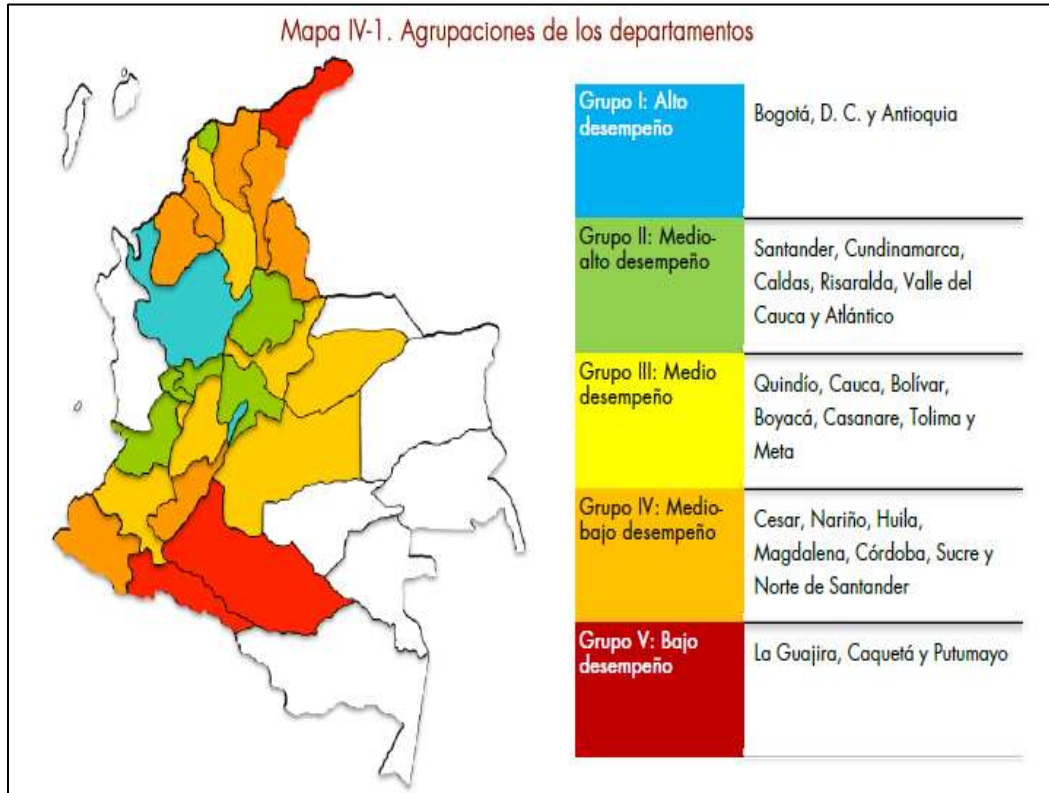 Mapa IV-1. Agrupaciones de los departamentos
Grupo I: Alto
desempeño
Bogotá, D. C. y Antioquia
Grupo II: Medio-
alto desempeño
Santander, Cundinamarca,
Caldas, Risaralda, Valle del
Cauca y Atlántico
Grupo III: Medio
desempeño
Quindío, Cauca, Bolívar,
Boyacá, Casanare, Tolima y
Meta
Grupo IV: Medio-
bajo desempeño
Cesar, Nariño, Huila,
Magdalena, Córdoba, Sucre y
Norte de Santander
Grupo V: Bajo
desempeño
La Guajira, Caquetá y Putumayo